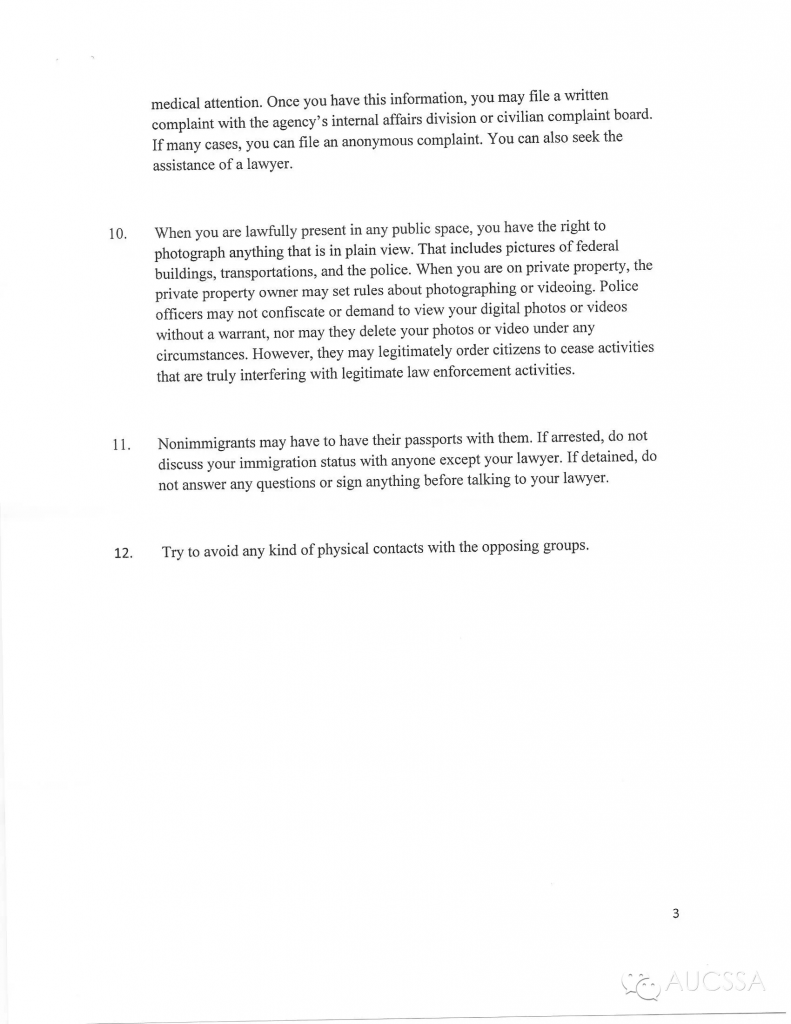 medical attention. Once you have this information, you may file a written
complaint with the agency's internal affairs division or civilian complaint board.
If many cases, you can file an anonymous complaint. You can also seek the
assistance of a lawyer.
10. When you are lawfully present in any public space, you have the right to
photograph anything that is in plain view. That includes pictures of federal
buildings, transportations, and the police. When you are on private property, the
private property owner may set rules about photographing or videoing. Police
officers may not confiscate or demand to view your digital photos or videos
without a warrant, nor may they delete your photos or video under any
circumstances. However, they may legitimately order citizens to cease activities
that are truly interfering with legitimate law enforcement activities.
11. Nonimmigrants may have to have their passports with them. If arrested, do not
discuss your immigration status with anyone except your lawyer. If detained, do
not answer any questions or sign anything before talking to your lawyer.
12. Try to avoid any kind of physical contacts with the opposing groups.
3
AUCSSA